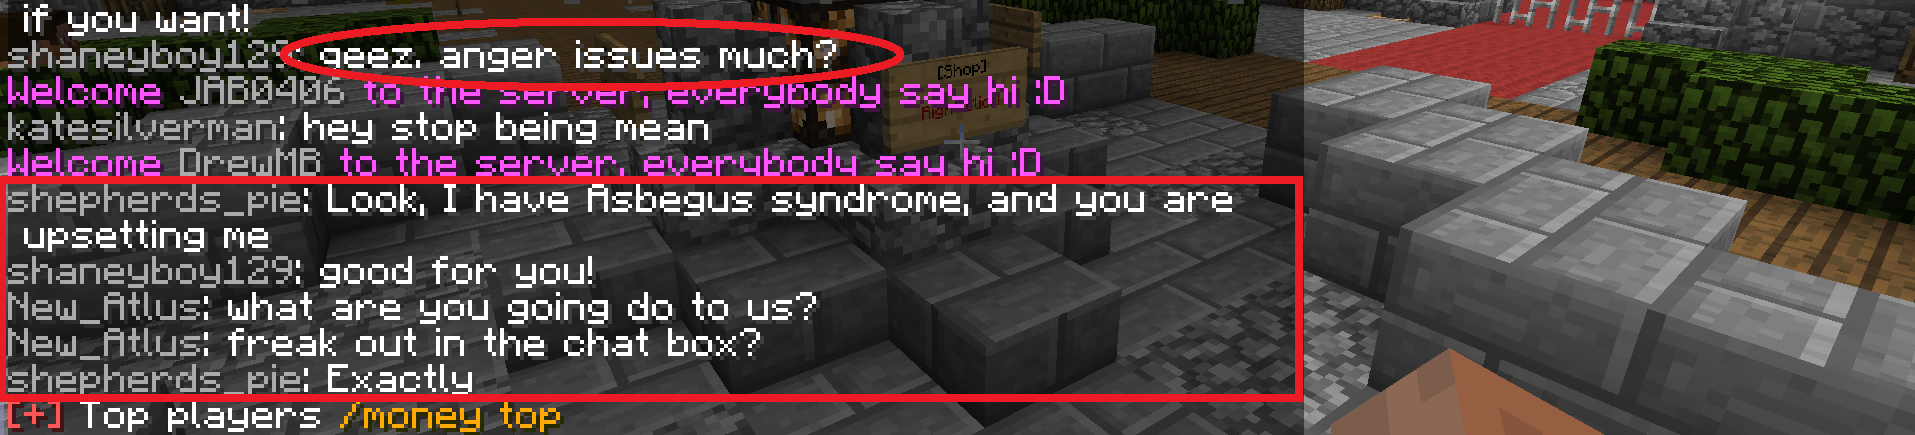 if you want!
shaneyboy129: geez, anger issues much?
Welcome JAB0406 to the server, everybody say hi :D
[Shop]
katesilverman: hey stop being mean
Welcome DrewMB to the server, everybody say hi :D
shepherds_pie: Look, I have Asbegus syndrome, and you are
upsetting me
shaneyboy129: good for you!
New_Atlus: what are you going do to us?
New_Atlus: freak out in the chat box?
shepherds_pie: Exactly
[+] Top players /money top